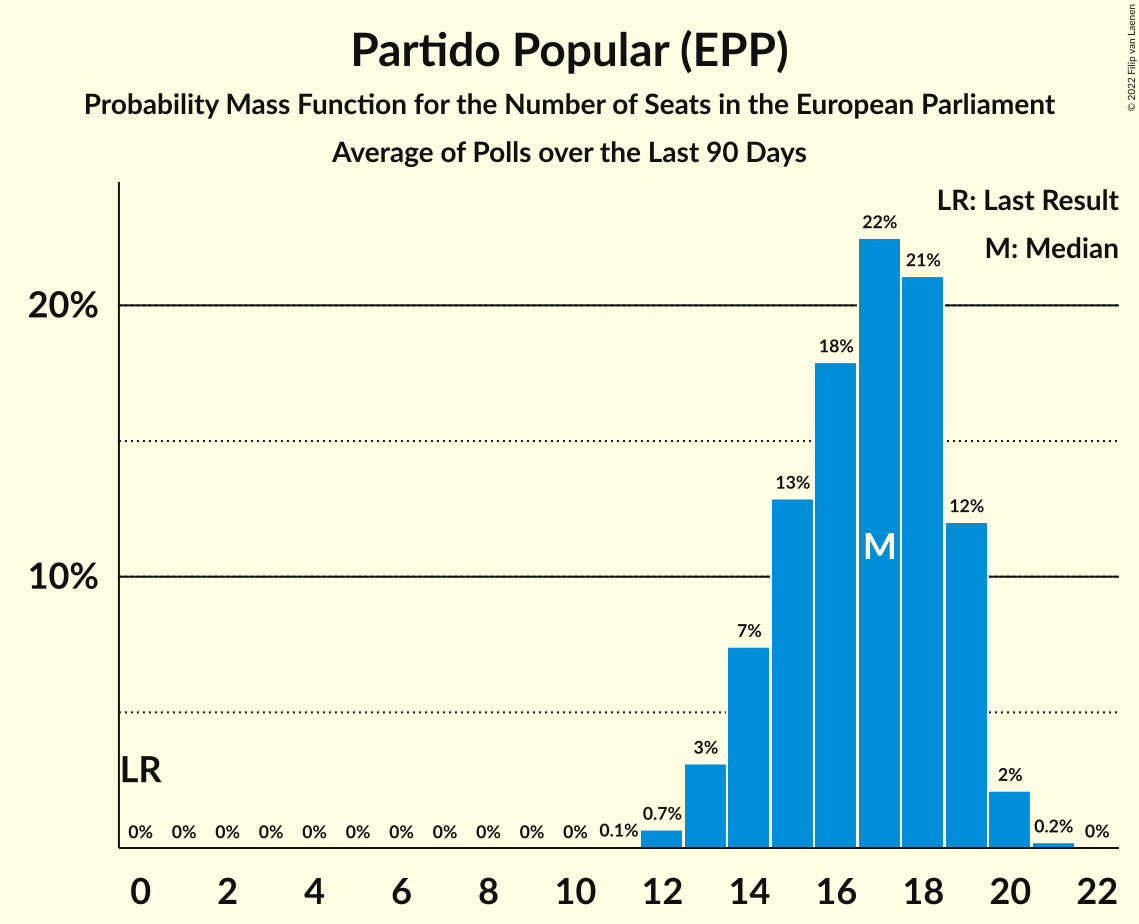 Partido Popular (EPP)
Probability Mass Function for the Number of Seats in the European Parliament
Average of Polls over the Last 90 Days
© 2022 Filip van Laenen
LR: Last Result
M: Median
20%
10%
LR
M
0%
0%
0%
0%
0%
0%
0%
0%
0%
0%
0%
0.1%
0.7%
3%
7%
13%
18%
22%
21%
12%
2%
0.2%
0%
0 2 4 6 8 10 12 14 16 18 20 22